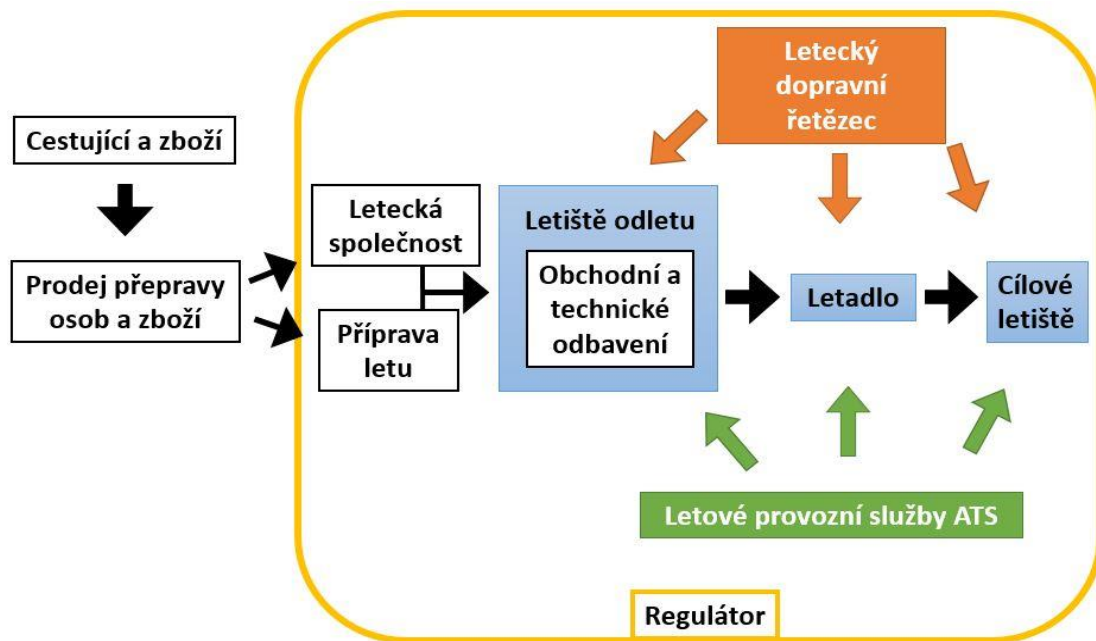 Letecký
dopravní
řetězec
Cestující a zboží
Letecká
společnost
Letiště odletu
Prodej přepravy
osob a zboží
Obchodní a
technické
odbavení
Letadlo
Cílové
letiště
Příprava
letu
Letové provozní služby ATS
Regulátor